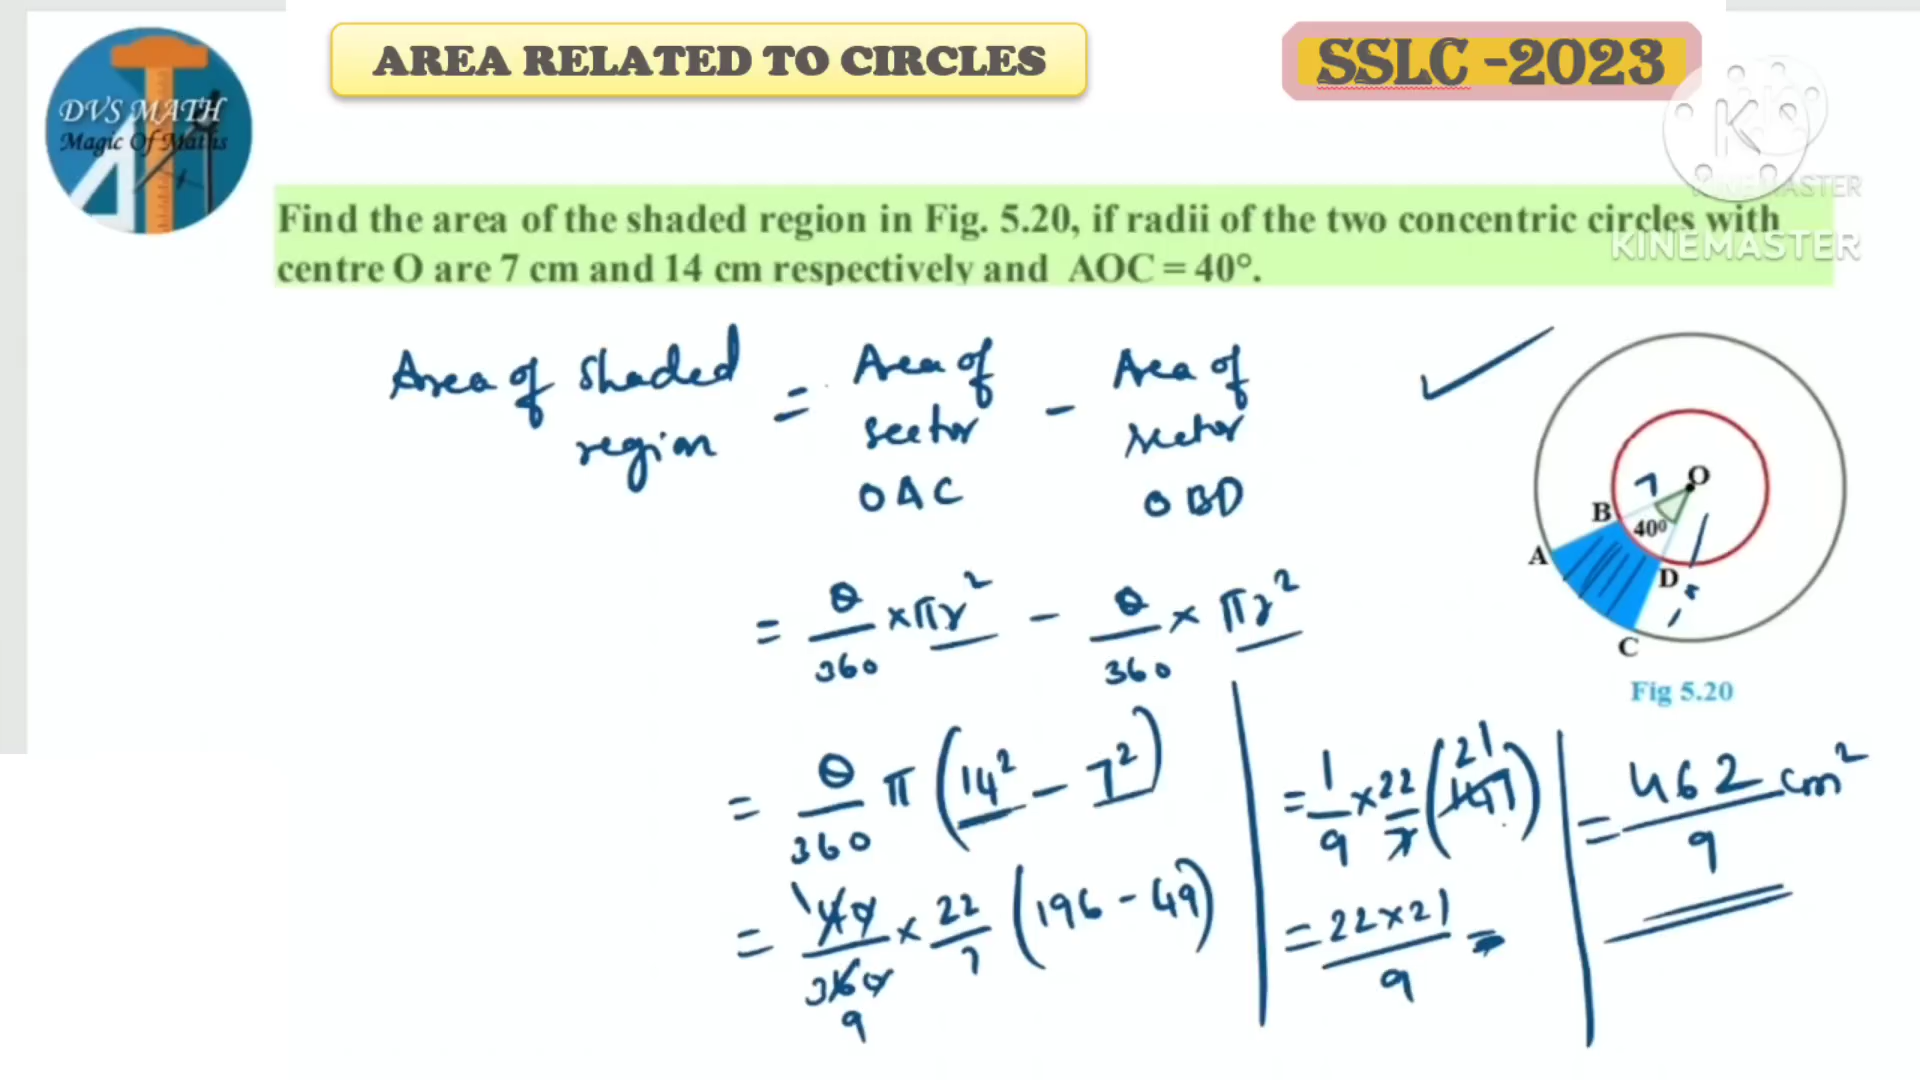 AREA RELATED TO CIRCLES
SSLC -2023
DVS MATH
Magic Of Maths
K
KINEMASTER
KINEMASTER
Find the area of the shaded region in Fig. 5.20, if radii of the two concentric circles with
centre O are 7 cm and 14 cm respectively and AOC = 40°.
Area of shaded region = Area of sector OAC - Area of sector OBD
= θ/360 × πr² - θ/360 × πr²
= θ/360 π (14² - 7²)
= 40/360 × 22/7 (196 - 49)
1
9
= 1/9 × 22/7 (147)
21
= 22×21/9 =
= 462/9 cm²
7
O
B
40⁰
A
D
C
Fig 5.20